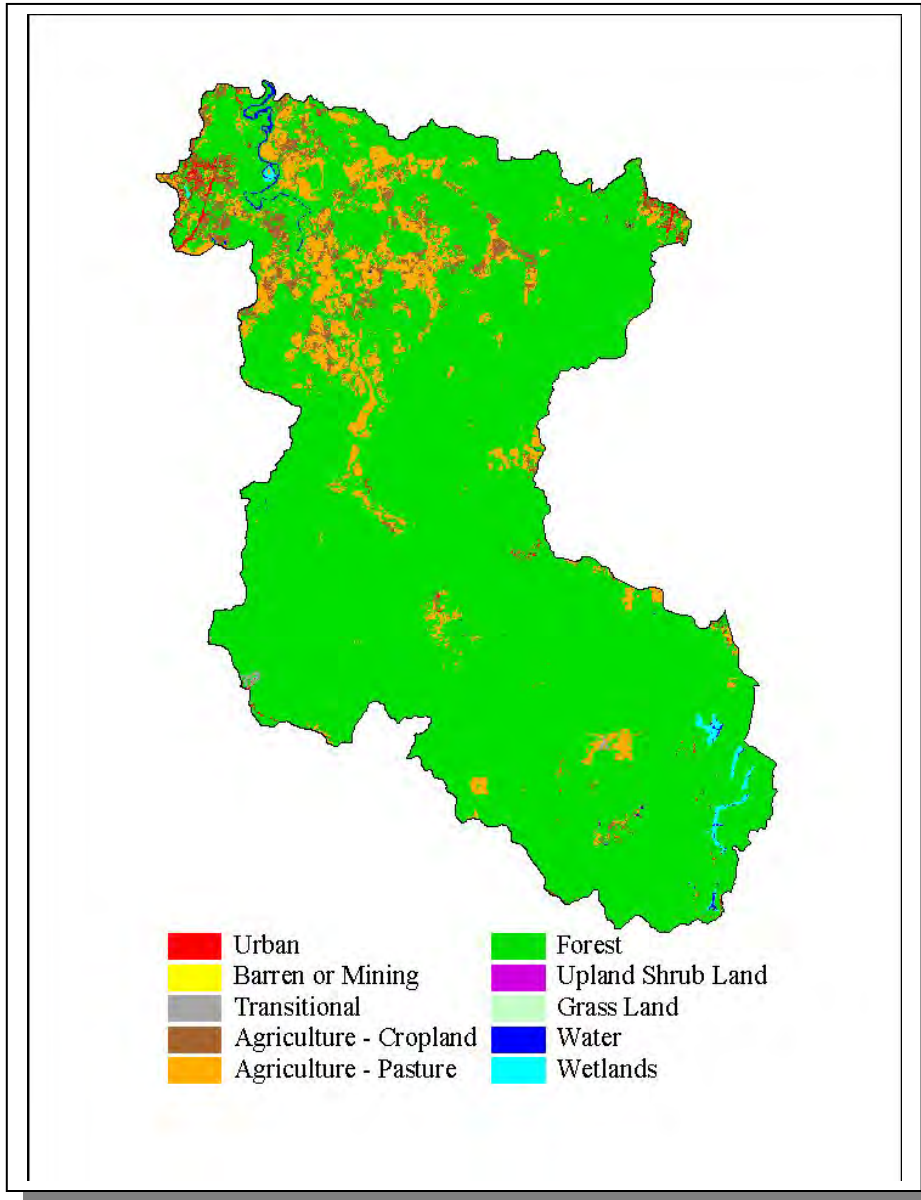 Urban
Barren or Mining
Transitional
Agriculture - Cropland
Agriculture - Pasture
Forest
Upland Shrub Land
Grass Land
Water
Wetlands